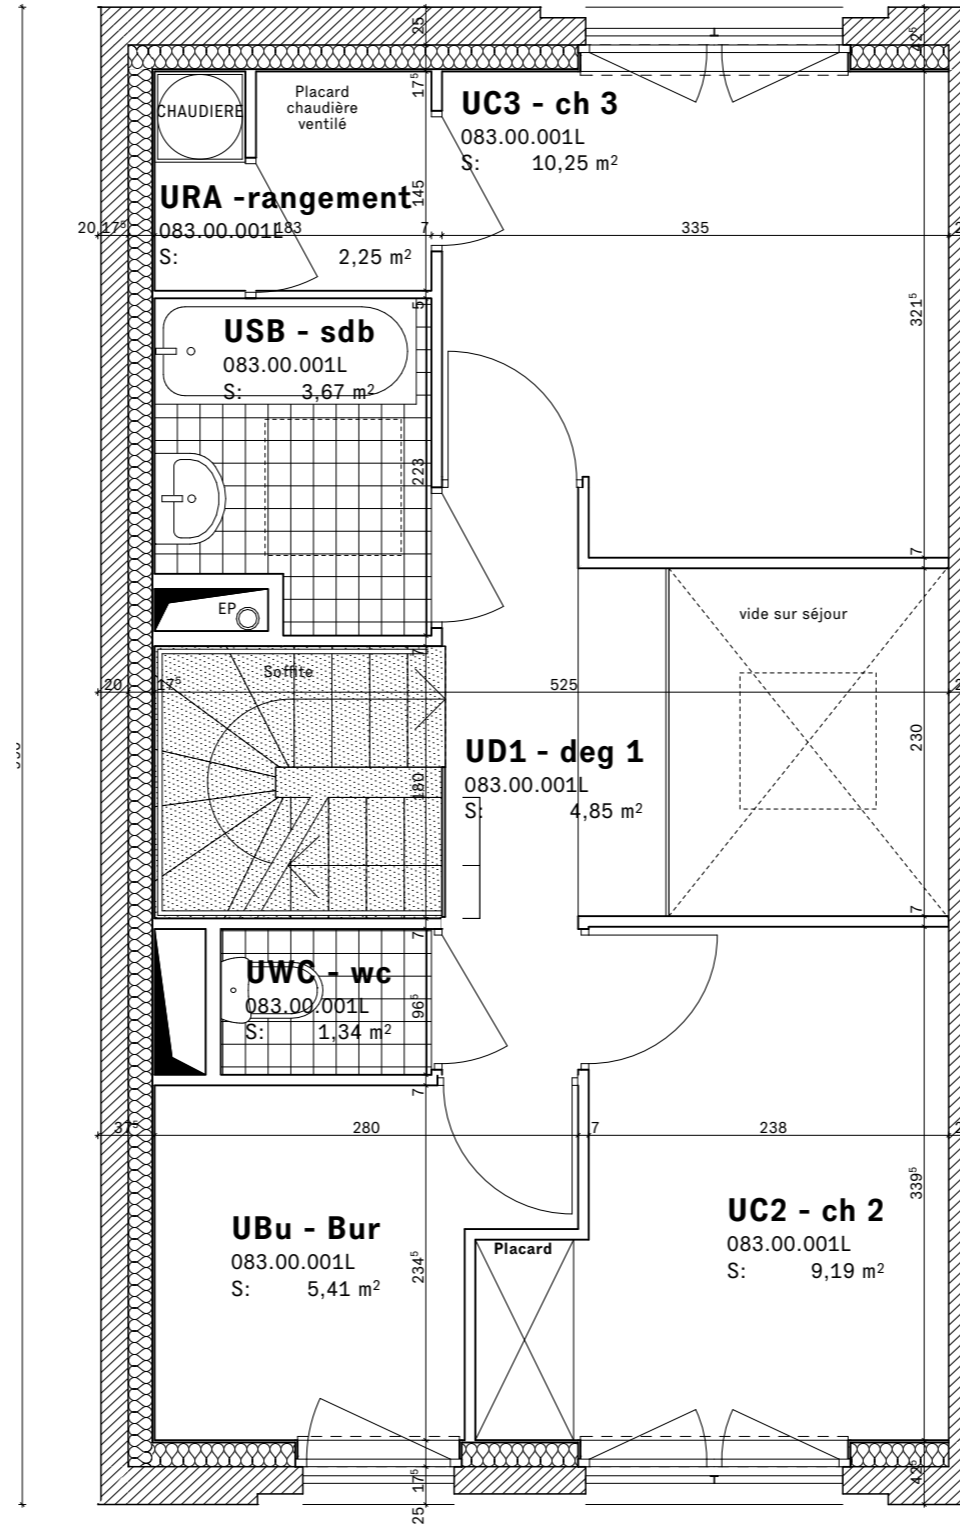 25
42⁵
17⁵
CHAUDIERE
Placard
chaudière
ventilé
UC3 - ch 3
083.00.001L
S: 10,25 m²
URA -rangement
083.00.001L
S: 2,25 m²
145
20 17⁵ 183 7 335
321⁵
5
USB - sdb
083.00.001L
S: 3,67 m²
223
7
EP
vide sur séjour
7
Soffite
20 17⁵ 525
230
UD1 - deg 1
083.00.001L
S: 4,85 m²
180
7
7
UWC - wc
083.00.001L
S: 1,34 m²
96⁵
7
37⁵ 280 7 238
339⁵
UC2 - ch 2
083.00.001L
S: 9,19 m²
UBu - Bur
083.00.001L
S: 5,41 m²
Placard
234⁵
17⁵
42⁵
25